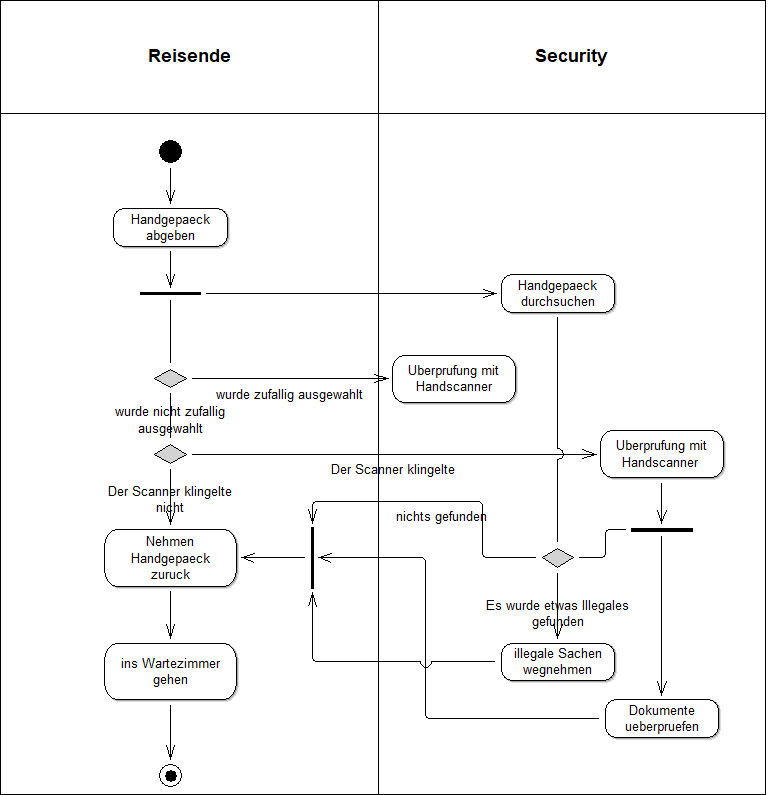 Reisende
Security
Handgepaeck
abgeben
Handgepaeck
durchsuchen
Uberprufung mit
Handscanner
wurde zufallig ausgewahlt
wurde nicht zufallig
ausgewahlt
Uberprufung mit
Handscanner
Der Scanner klingelte
Der Scanner klingelte
nicht
nichts gefunden
Nehmen
Handgepaeck
zuruck
Es wurde etwas Illegales
gefunden
ins Wartezimmer
gehen
illegale Sachen
wegnehmen
Dokumente
ueberpruefen